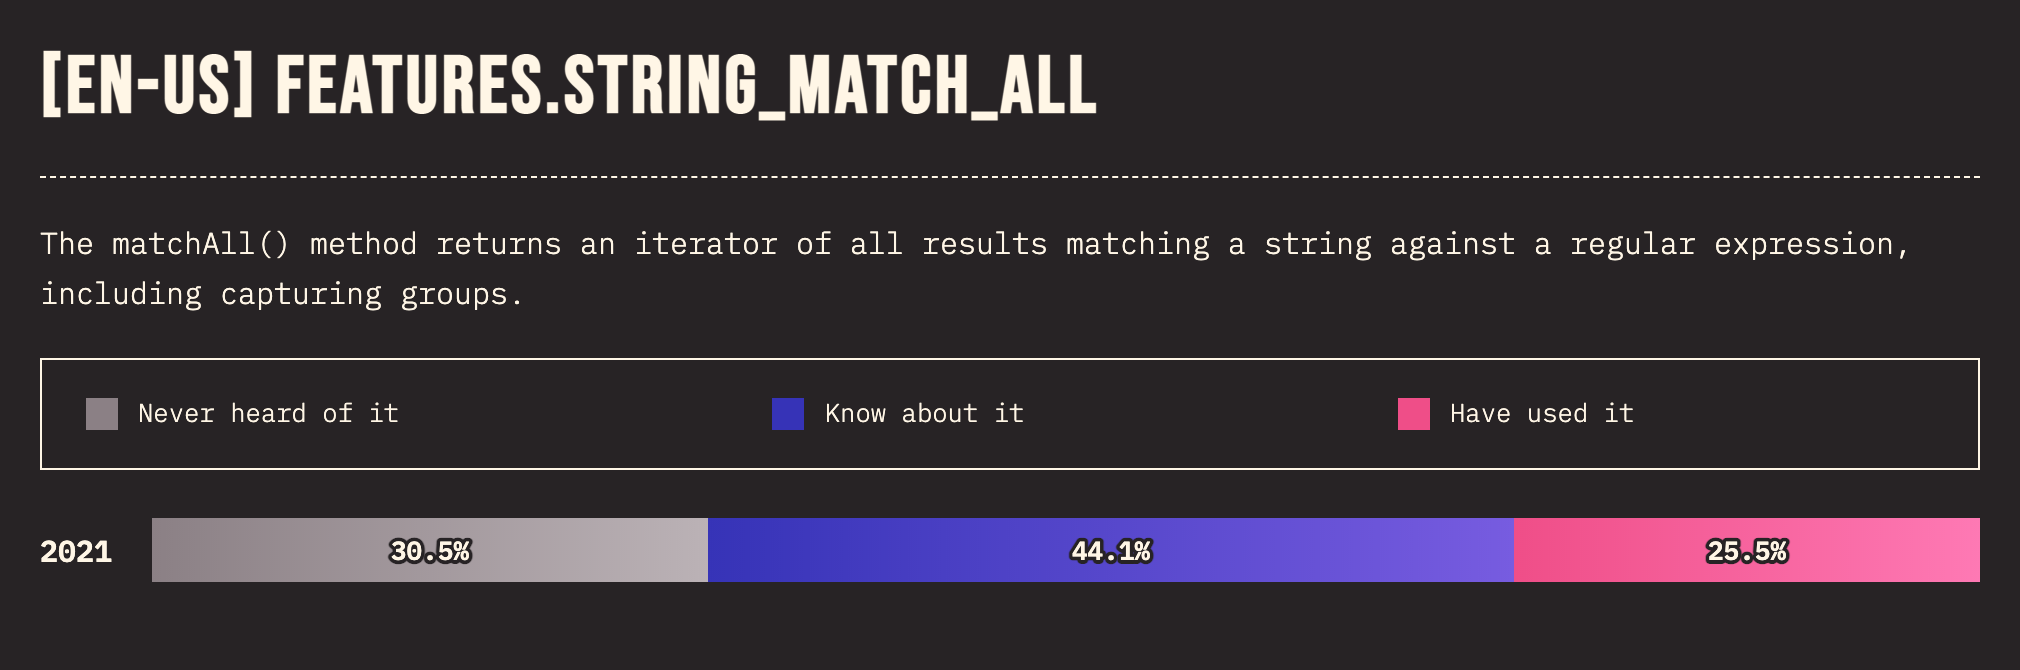 [EN-US] FEATURES.STRING_MATCH_ALL
The matchAll() method returns an iterator of all results matching a string against a regular expression,
including capturing groups.
Never heard of it
Know about it
Have used it
2021
30.5%
44.1%
25.5%